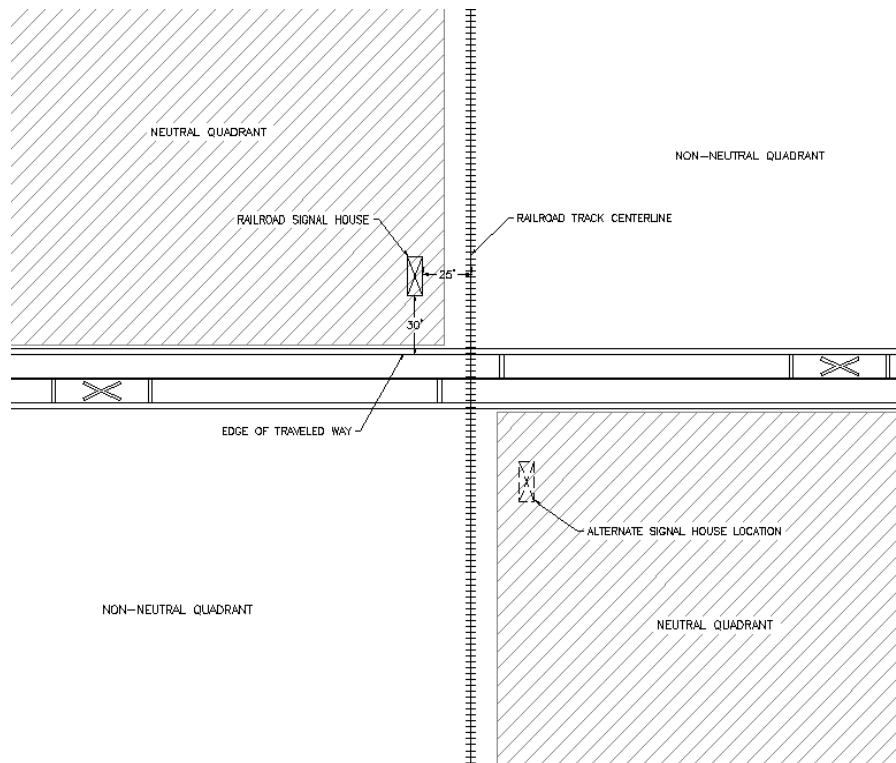 NEUTRAL QUADRANT
NON-NEUTRAL QUADRANT
RAILROAD SIGNAL HOUSE
RAILROAD TRACK CENTERLINE
25'
30'
EDGE OF TRAVELED WAY
ALTERNATE SIGNAL HOUSE LOCATION
NON-NEUTRAL QUADRANT
NEUTRAL QUADRANT